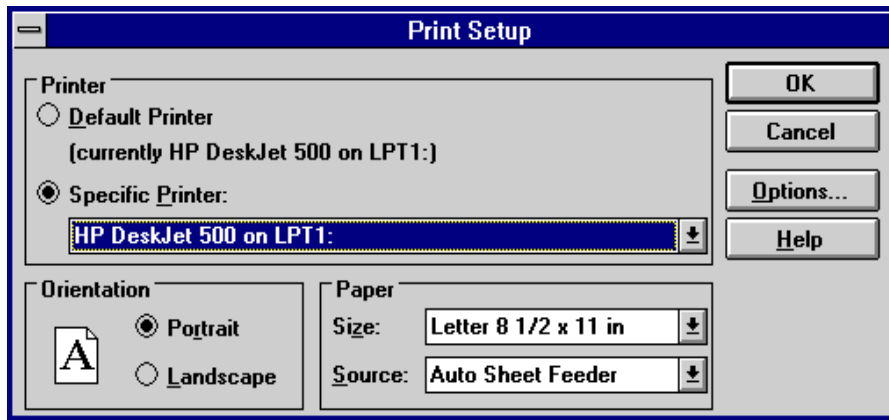 Print Setup
Printer
Default Printer
(currently HP DeskJet 500 on LPT1:)
Specific Printer:
HP DeskJet 500 on LPT1:
OK
Cancel
Options...
Help
Orientation
A
Portrait
Landscape
Paper
Size: Letter 8 1/2 x 11 in
Source: Auto Sheet Feeder